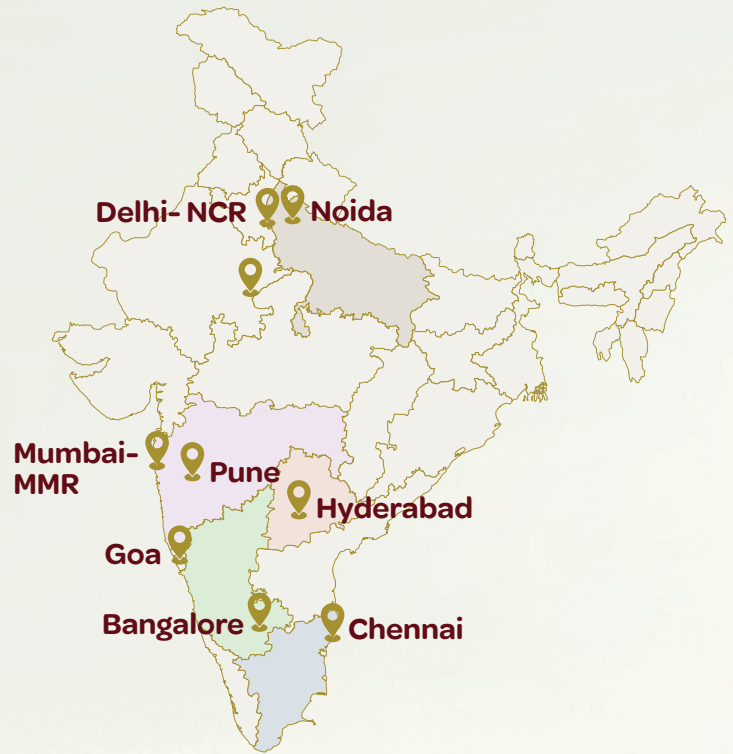 Delhi- NCR
Noida
Mumbai-
MMR
Pune
Hyderabad
Goa
Bangalore
Chennai